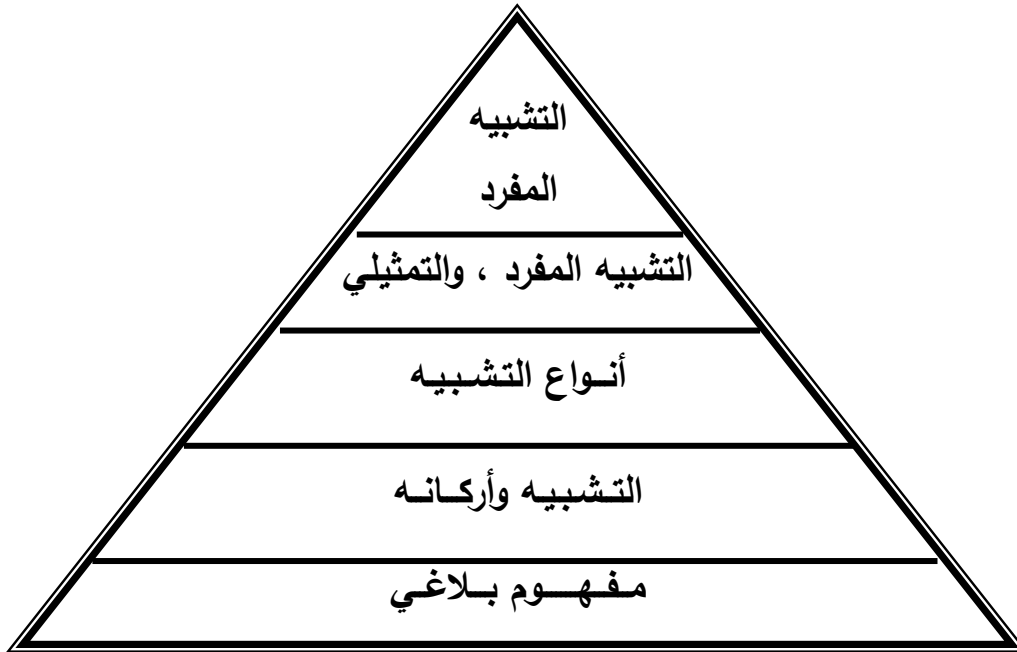 التشبيه
المفرد
التشبيه المفرد ، والتمثيلي
أنــواع التشـبيـه
التـشبيـه وأركــانــه
مـفـهـــوم بــلاغـي